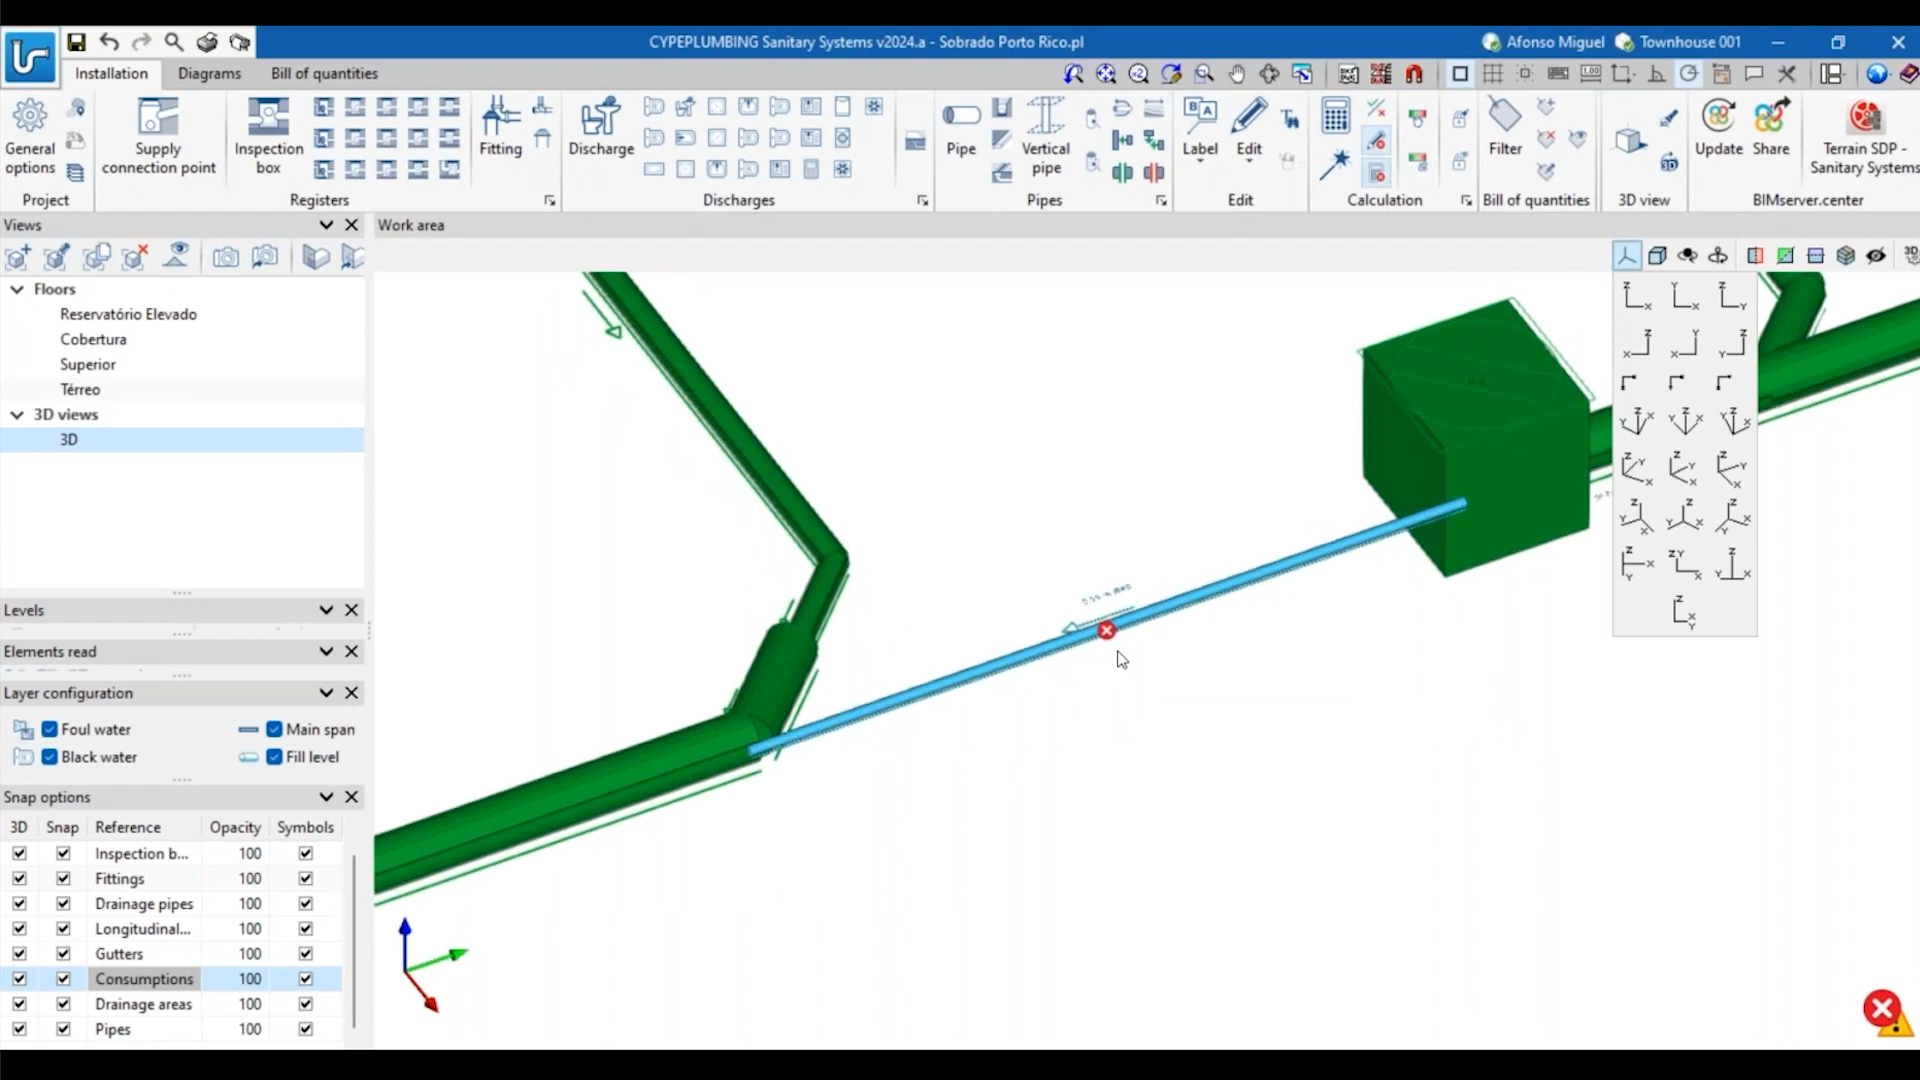 CYPEPLUMBING Sanitary Systems v2024.a - Sobrado Porto Rico.pl
Afonso Miguel
Townhouse 001
Installation
Diagrams
Bill of quantities
General options
Supply connection point
Inspection box
Fitting
Discharge
Pipe
Vertical pipe
Label
Edit
Filter
Update
Share
Terrain SDP - Sanitary Systems
Project
Registers
Discharges
Pipes
Edit
Calculation
Bill of quantities
3D view
BIMserver.center
Views
Work area
Floors
Reservatório Elevado
Cobertura
Superior
Térreo
3D views
3D
Levels
Elements read
Layer configuration
Foul water
Main span
Black water
Fill level
Snap options
3D Snap Reference Opacity Symbols
Inspection b... 100
Fittings 100
Drainage pipes 100
Longitudinal... 100
Gutters 100
Consumptions 100
Drainage areas 100
Pipes 100